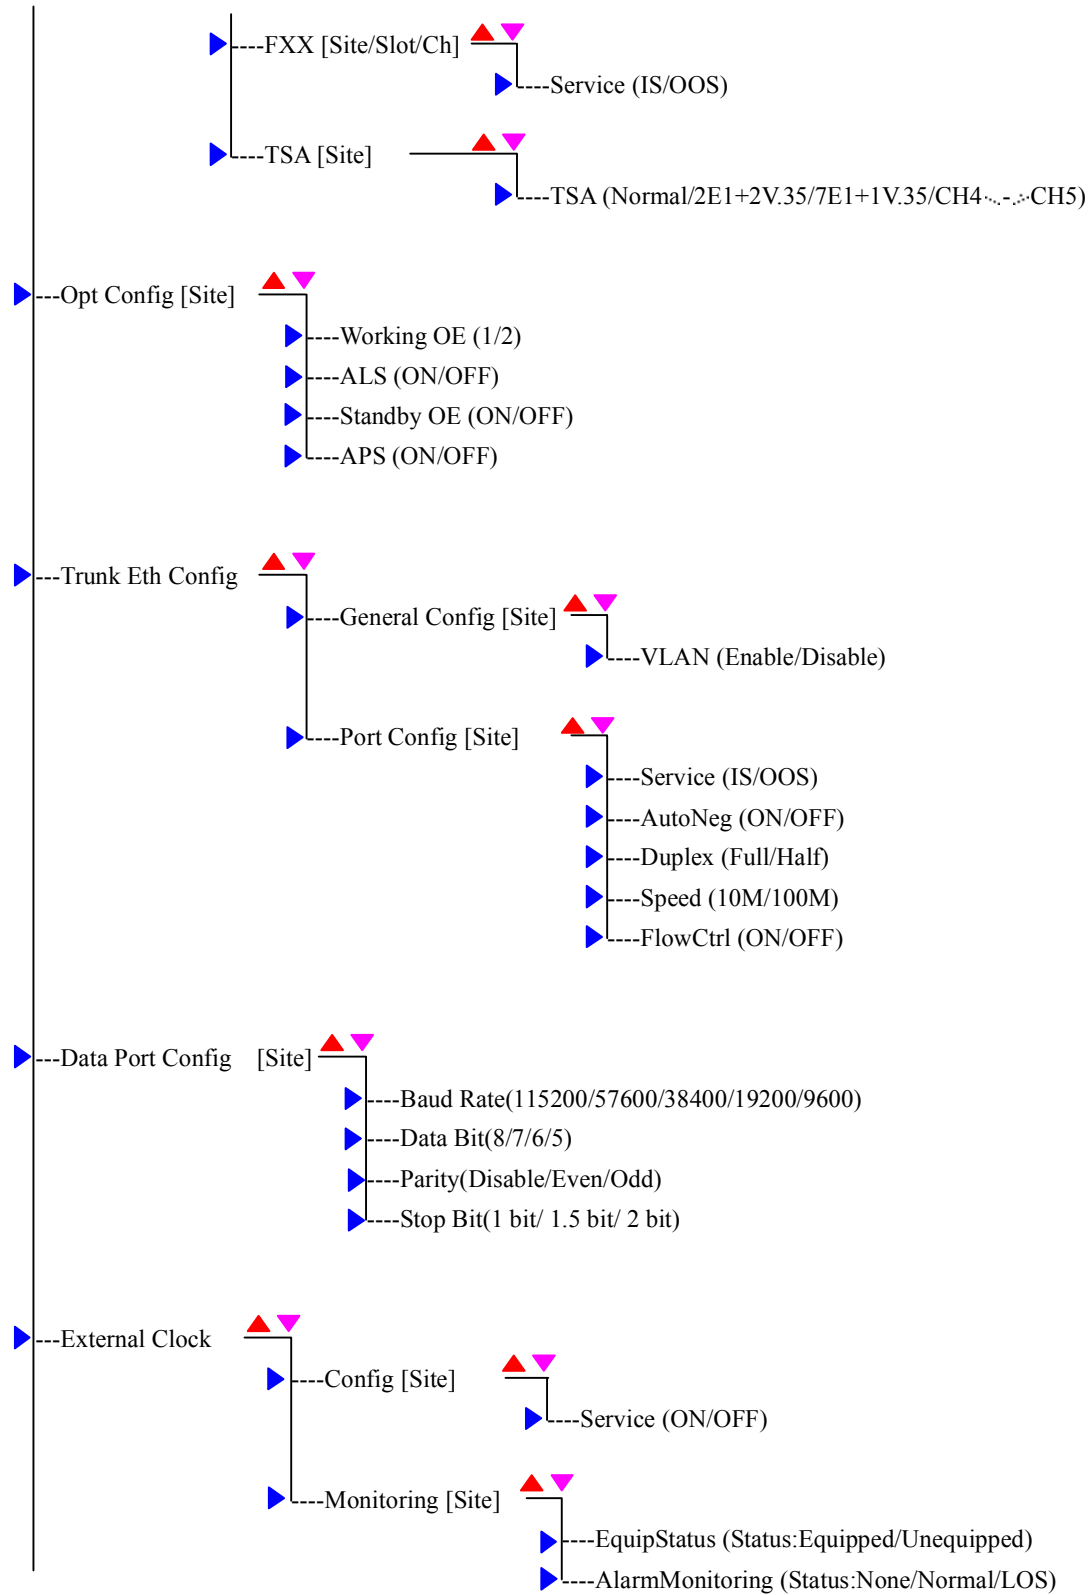 ----FXX [Site/Slot/Ch]
----Service (IS/OOS)
----TSA [Site]
----TSA (Normal/2E1+2V.35/7E1+1V.35/CH4-CH5)
---Opt Config [Site]
----Working OE (1/2)
----ALS (ON/OFF)
----Standby OE (ON/OFF)
----APS (ON/OFF)
---Trunk Eth Config
----General Config [Site]
----VLAN (Enable/Disable)
----Port Config [Site]
----Service (IS/OOS)
----AutoNeg (ON/OFF)
----Duplex (Full/Half)
----Speed (10M/100M)
----FlowCtrl (ON/OFF)
---Data Port Config [Site]
----Baud Rate(115200/57600/38400/19200/9600)
----Data Bit(8/7/6/5)
----Parity(Disable/Even/Odd)
----Stop Bit(1 bit/ 1.5 bit/ 2 bit)
---External Clock
----Config [Site]
----Service (ON/OFF)
----Monitoring [Site]
----EquipStatus (Status:Equipped/Unequipped)
----AlarmMonitoring (Status:None/Normal/LOS)